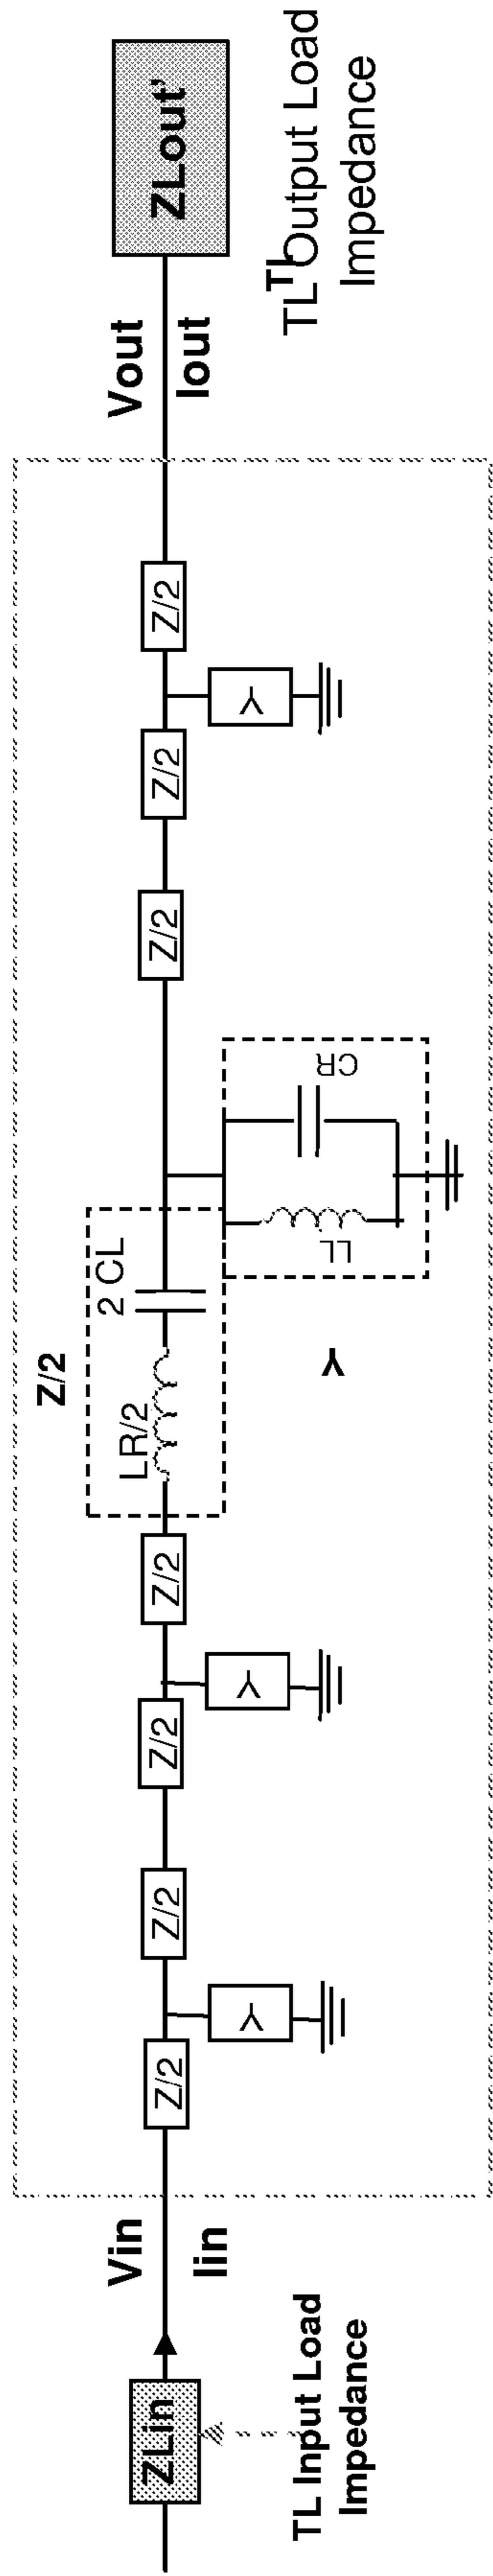 ZLin
TL Input Load
Impedance
Vin
Iin
Z/2
Y
Z/2
Z/2
Y
Z/2
Z/2
LR/2
2 CL
Y
LL
CR
Z/2
Z/2
Y
Z/2
Vout
Iout
ZLout'
TL
TL Output Load
Impedance